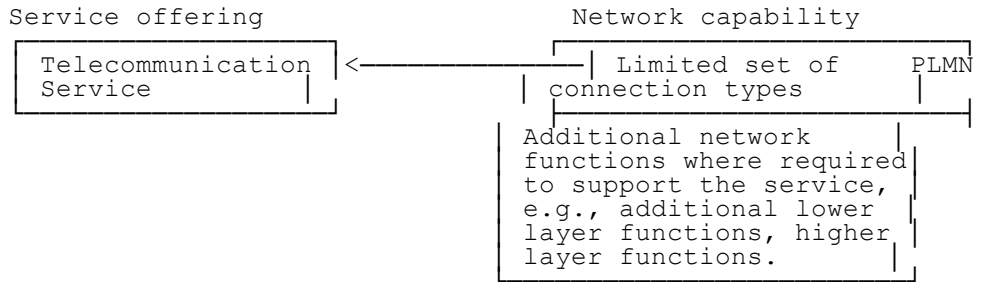 Service offering Network capability
Telecommunication Limited set of PLMN
Service connection types
Additional network
functions where required
to support the service,
e.g., additional lower
layer functions, higher
layer functions.